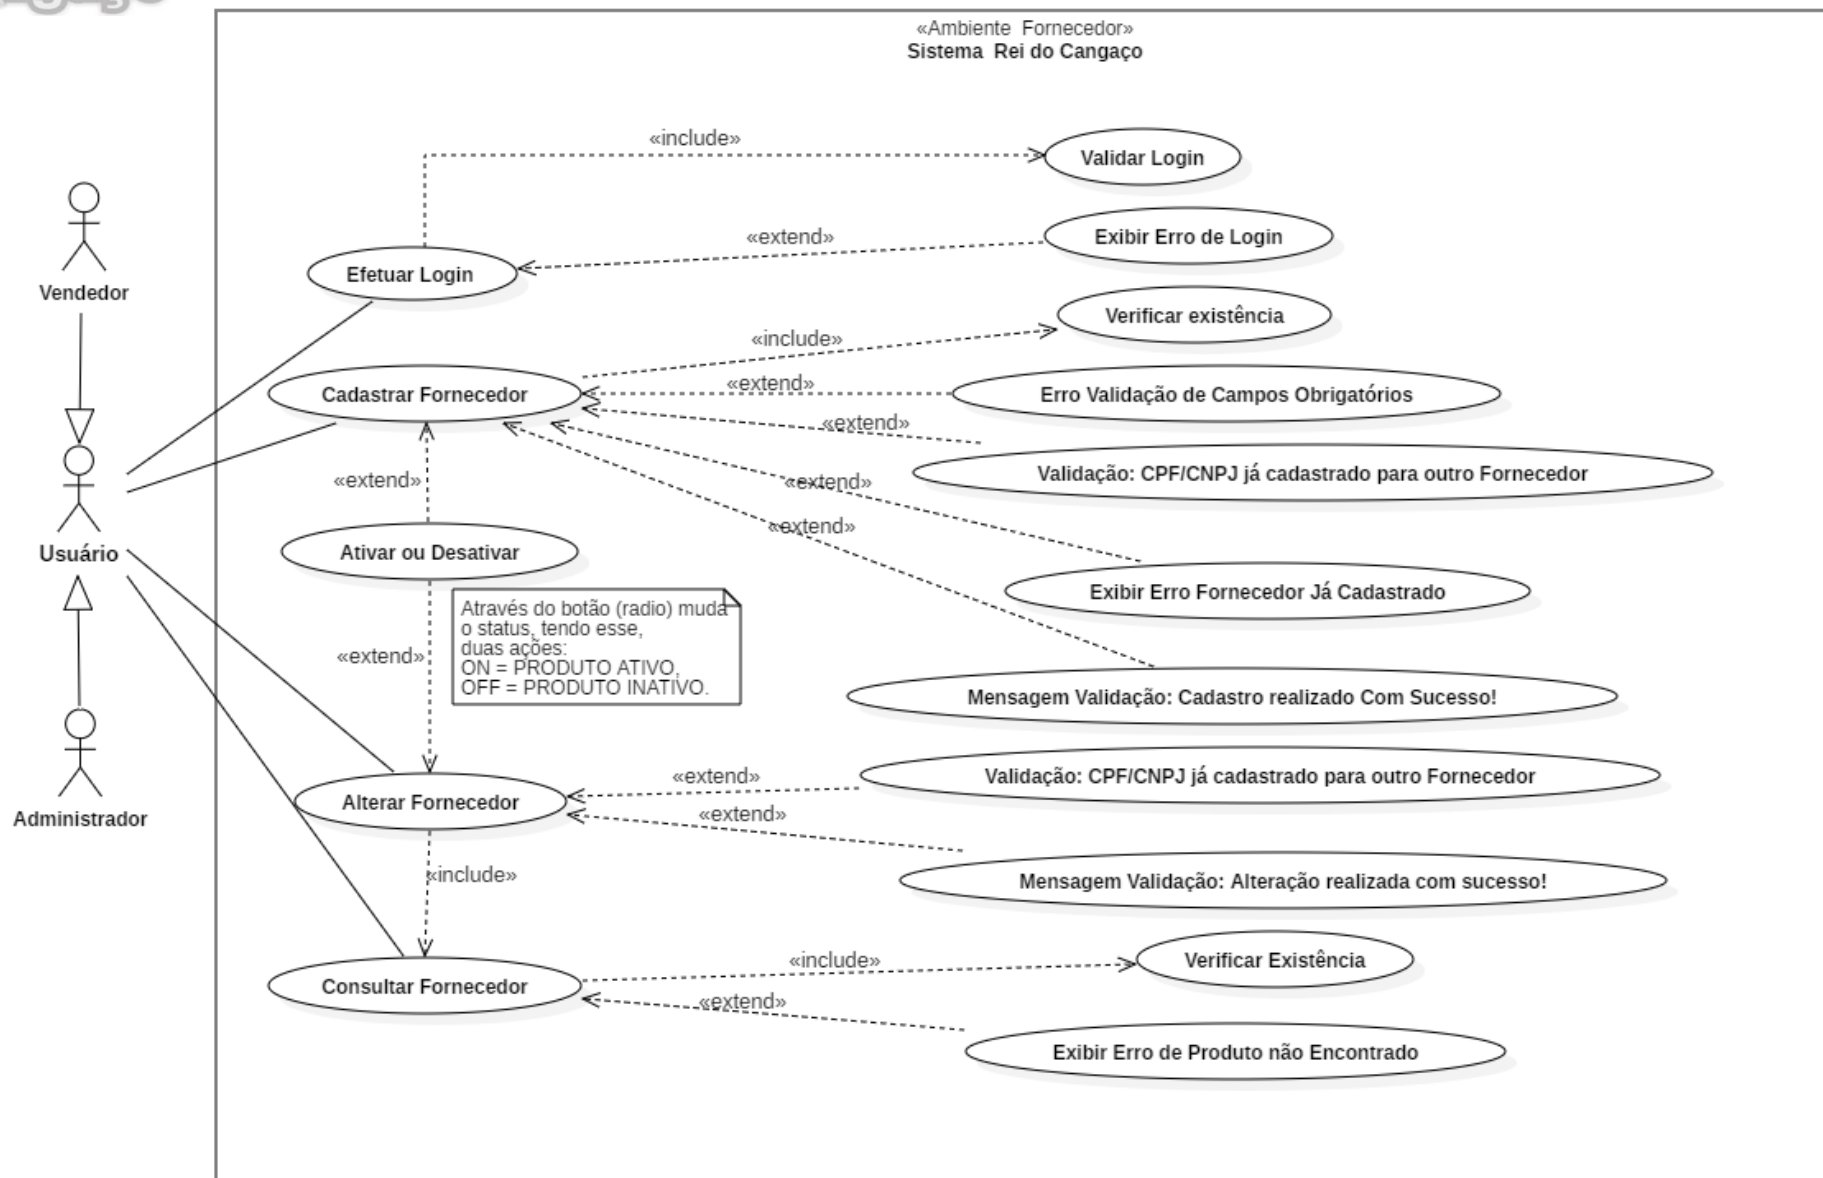 «Ambiente Fornecedor»
Sistema Rei do Cangaço
«include»
Validar Login
Exibir Erro de Login
«extend»
Efetuar Login
Vendedor
Verificar existência
«include»
«extend»
Cadastrar Fornecedor
Erro Validação de Campos Obrigatórios
«extend»
Validação: CPF/CNPJ já cadastrado para outro Fornecedor
«extend»
«extend»
«extend»
Usuário
Ativar ou Desativar
Exibir Erro Fornecedor Já Cadastrado
Através do botão (radio) muda
o status, tendo esse,
duas ações:
ON = PRODUTO ATIVO,
OFF = PRODUTO INATIVO.
«extend»
Mensagem Validação: Cadastro realizado Com Sucesso!
«extend»
Validação: CPF/CNPJ já cadastrado para outro Fornecedor
Alterar Fornecedor
«extend»
Administrador
«include»
Mensagem Validação: Alteração realizada com sucesso!
«include»
Verificar Existência
Consultar Fornecedor
«extend»
Exibir Erro de Produto não Encontrado